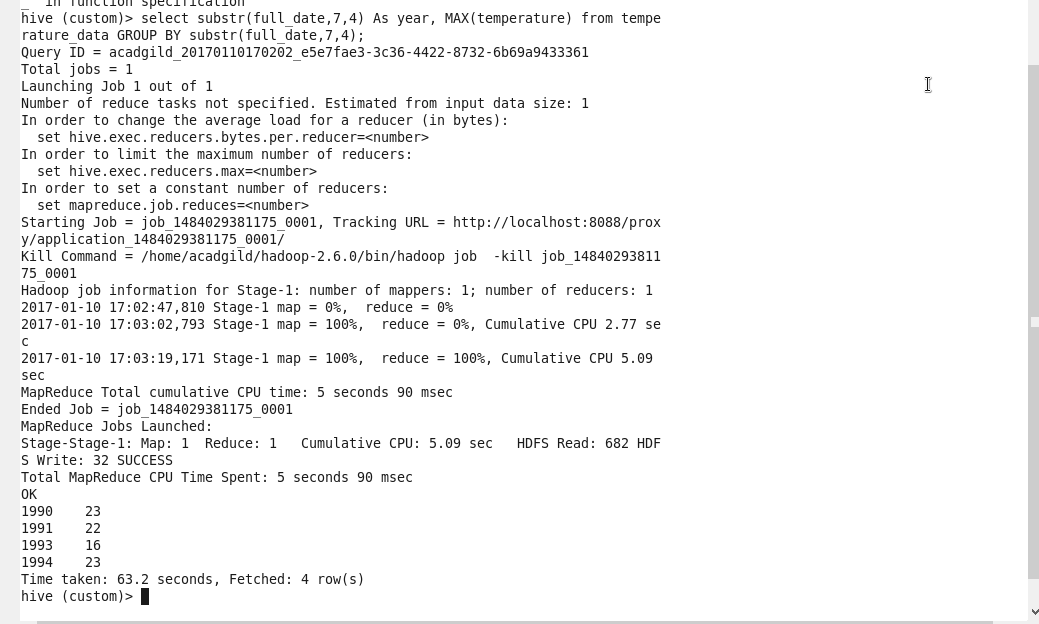 _' in function specification
hive (custom)> select substr(full_date,7,4) As year, MAX(temperature) from tempe
rature_data GROUP BY substr(full_date,7,4);
Query ID = acadgild_20170110170202_e5e7fae3-3c36-4422-8732-6b69a9433361
Total jobs = 1
Launching Job 1 out of 1
Number of reduce tasks not specified. Estimated from input data size: 1
In order to change the average load for a reducer (in bytes):
  set hive.exec.reducers.bytes.per.reducer=<number>
In order to limit the maximum number of reducers:
  set hive.exec.reducers.max=<number>
In order to set a constant number of reducers:
  set mapreduce.job.reduces=<number>
Starting Job = job_1484029381175_0001, Tracking URL = http://localhost:8088/prox
y/application_1484029381175_0001/
Kill Command = /home/acadgild/hadoop-2.6.0/bin/hadoop job  -kill job_14840293811
75_0001
Hadoop job information for Stage-1: number of mappers: 1; number of reducers: 1
2017-01-10 17:02:47,810 Stage-1 map = 0%,  reduce = 0%
2017-01-10 17:03:02,793 Stage-1 map = 100%,  reduce = 0%, Cumulative CPU 2.77 se
c
2017-01-10 17:03:19,171 Stage-1 map = 100%,  reduce = 100%, Cumulative CPU 5.09
sec
MapReduce Total cumulative CPU time: 5 seconds 90 msec
Ended Job = job_1484029381175_0001
MapReduce Jobs Launched:
Stage-Stage-1: Map: 1  Reduce: 1   Cumulative CPU: 5.09 sec   HDFS Read: 682 HDF
S Write: 32 SUCCESS
Total MapReduce CPU Time Spent: 5 seconds 90 msec
OK
1990    23
1991    22
1993    16
1994    23
Time taken: 63.2 seconds, Fetched: 4 row(s)
hive (custom)>